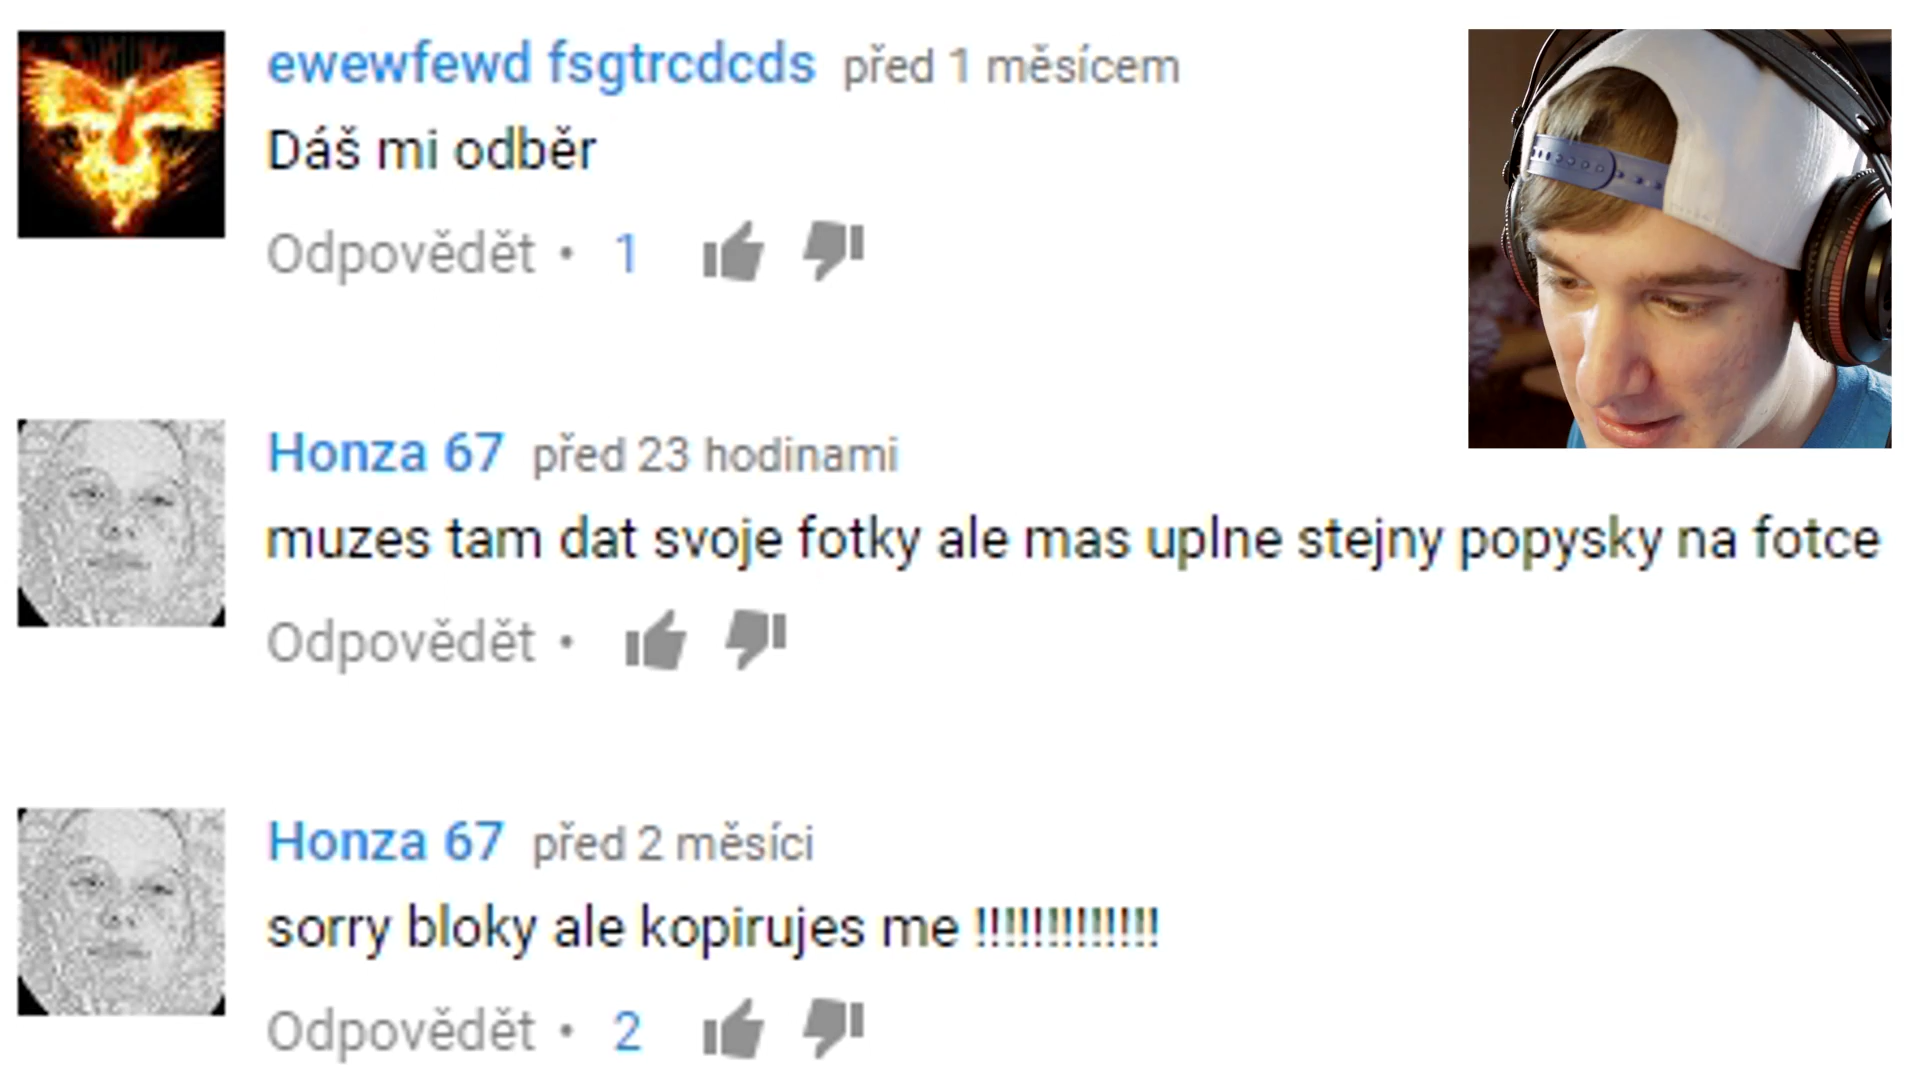 ewewfewd fsgtrcdcds před 1 měsícem
Dáš mi odběr
Odpovědět • 1
Honza 67 před 23 hodinami
muzes tam dat svoje fotky ale mas uplne stejny popysky na fotce
Odpovědět •
Honza 67 před 2 měsíci
sorry bloky ale kopirujes me !!!!!!!!!!!!!
Odpovědět • 2